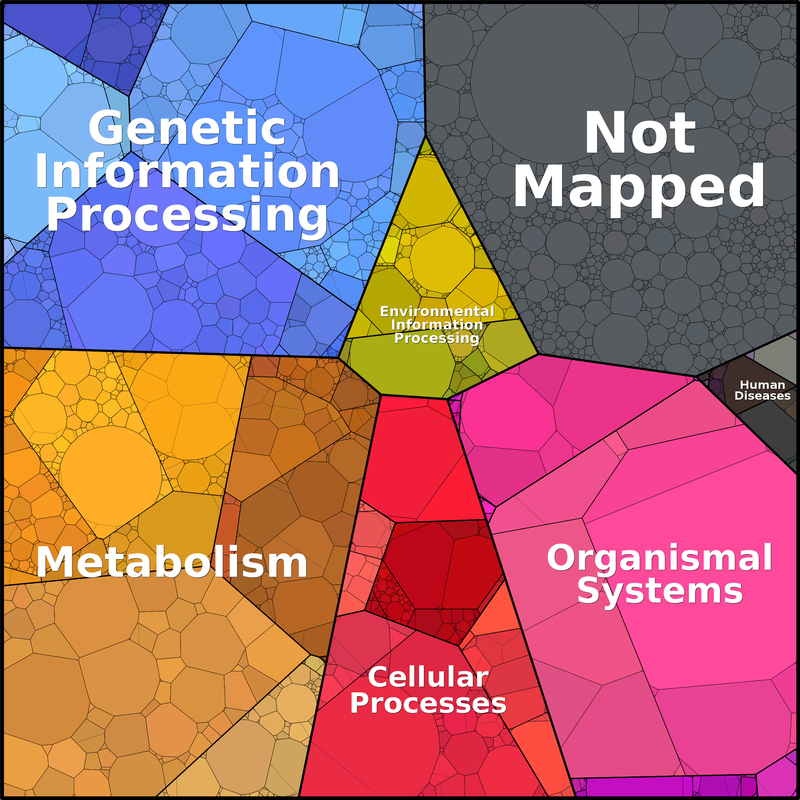 Genetic
Information
Processing
Not
Mapped
Environmental
Information
Processing
Human
Diseases
Metabolism
Organismal
Systems
Cellular
Processes